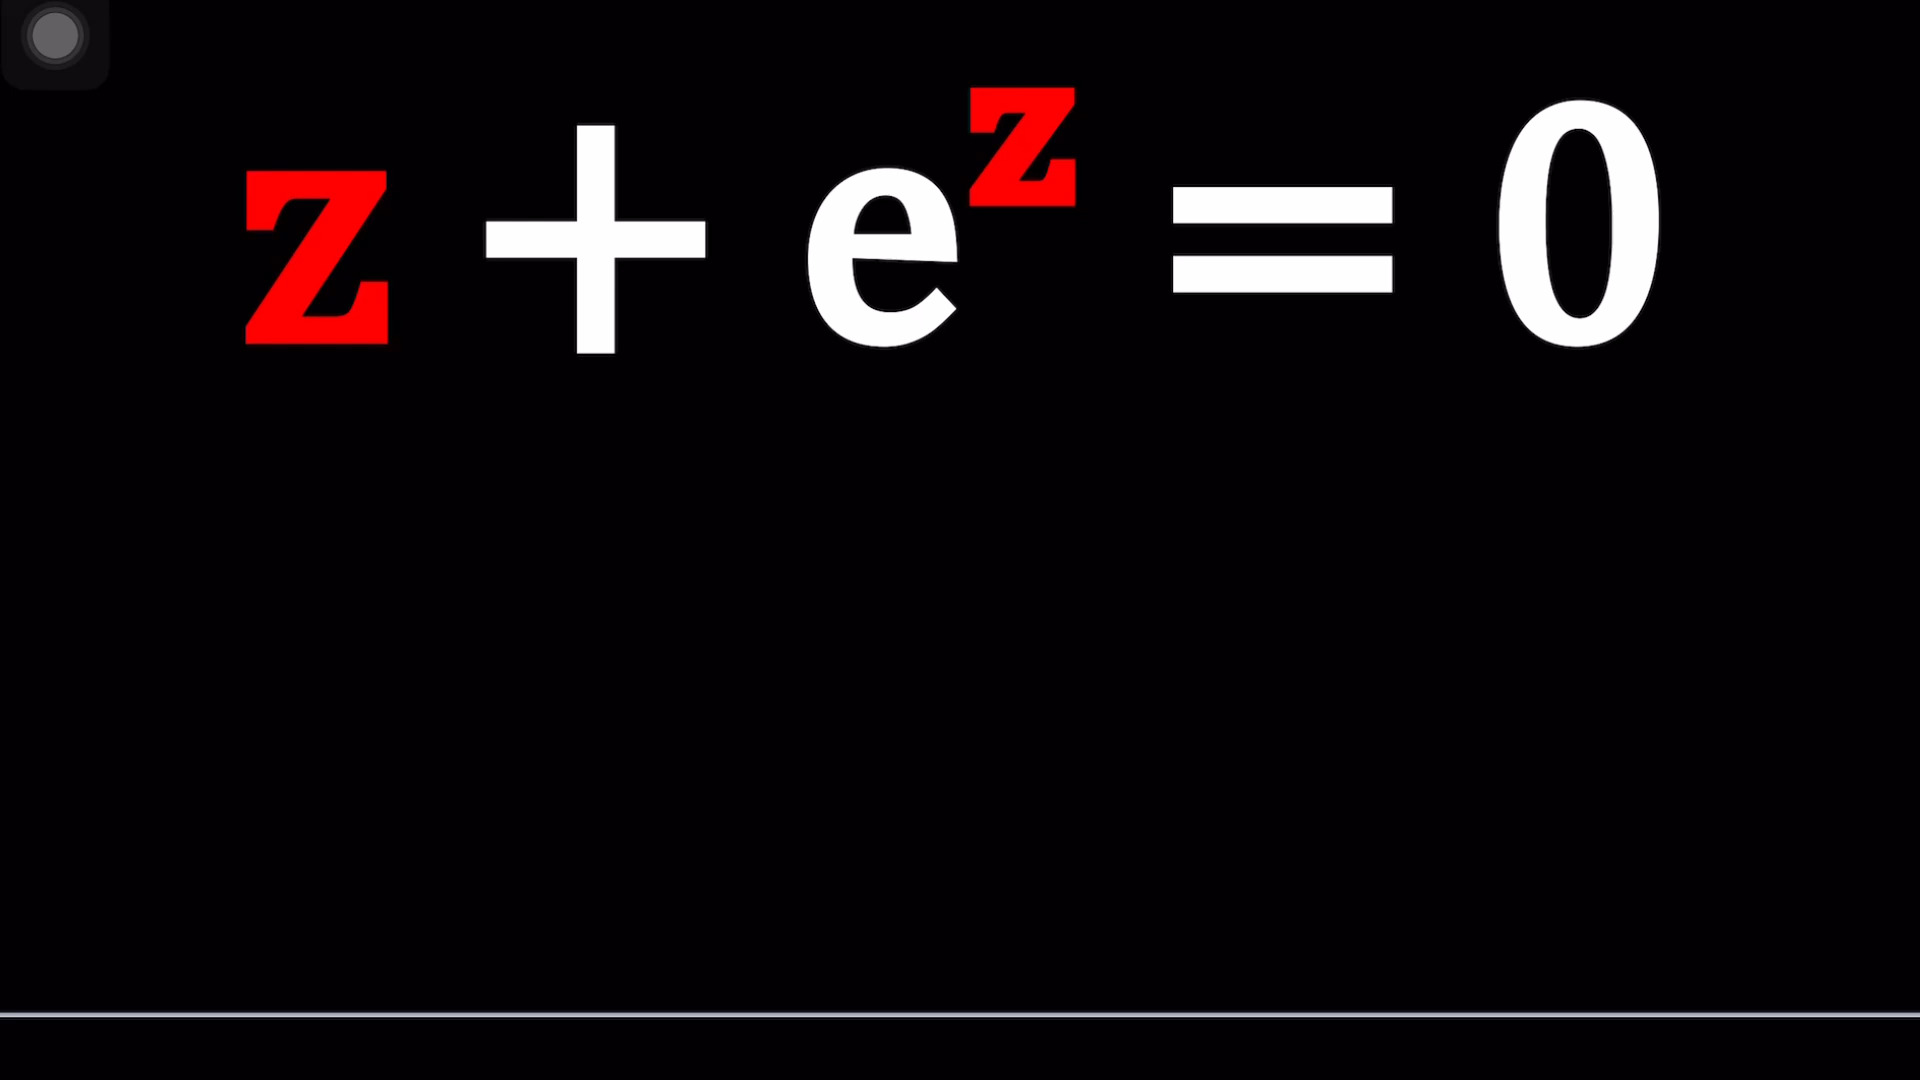 z + e^z = 0